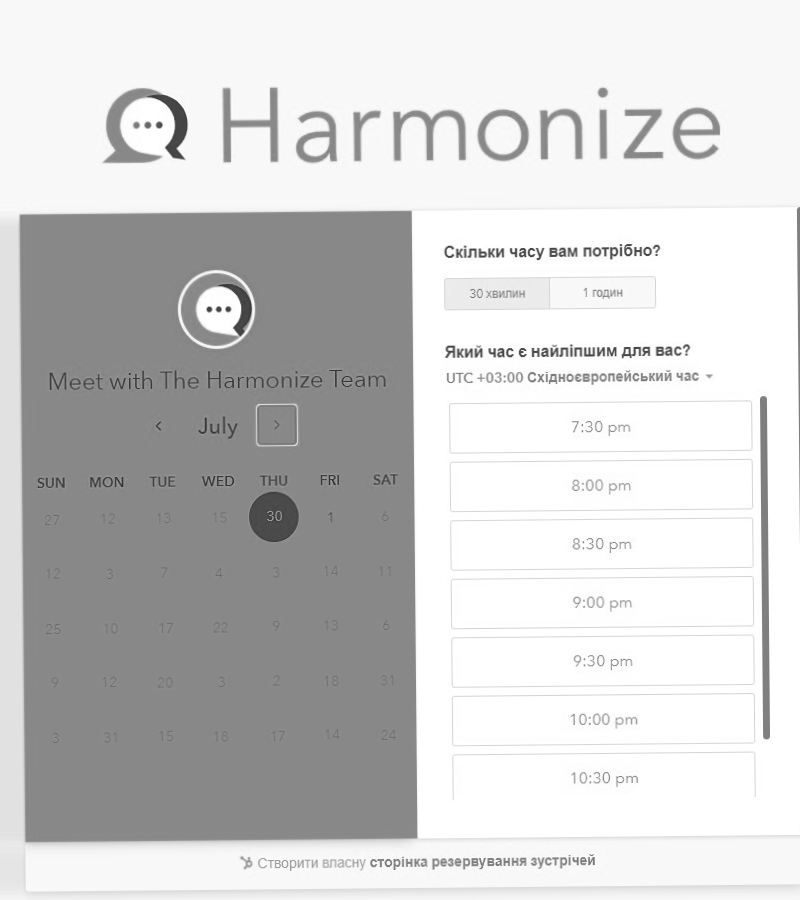 Harmonize
Meet with The Harmonize Team
July
SUN MON TUE WED THU FRI SAT
27 12 13 15 30 1 6
12 3 7 4 3 14 11
25 10 17 22 9 13 6
9 12 20 3 2 18 31
3 31 15 18 17 14 24
Скільки часу вам потрібно?
30 хвилин 1 годин
Який час є найліпшим для вас?
UTC +03:00 Східноєвропейський час
7:30 pm
8:00 pm
8:30 pm
9:00 pm
9:30 pm
10:00 pm
10:30 pm
Створити власну сторінка резервування зустрічей